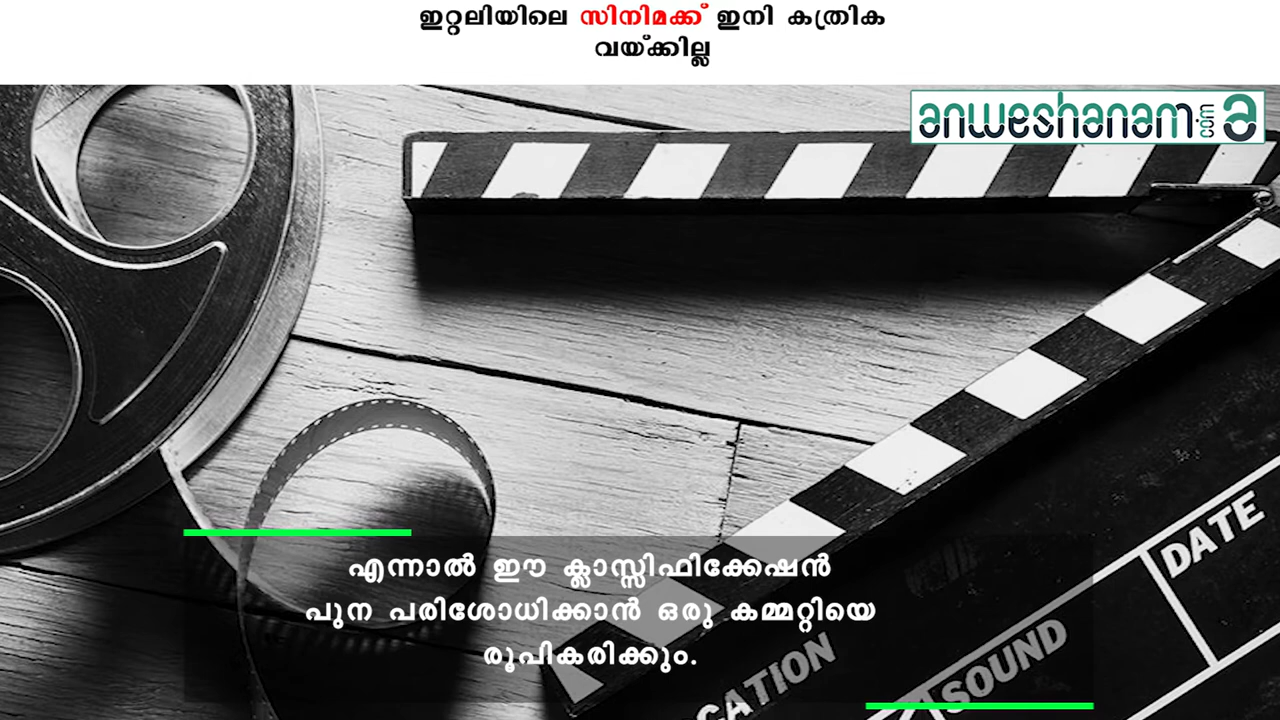 ഇറ്റലിയിലെ സിനിമക്ക് ഇനി കത്രിക
വയ്ക്കില്ല
anweshanam.com a
DATE
എന്നാൽ ഈ ക്ലാസ്സിഫിക്കേഷൻ
പുന പരിശോധിക്കാൻ ഒരു കമ്മറ്റിയെ
രൂപികരിക്കും.
SOUND
CATION